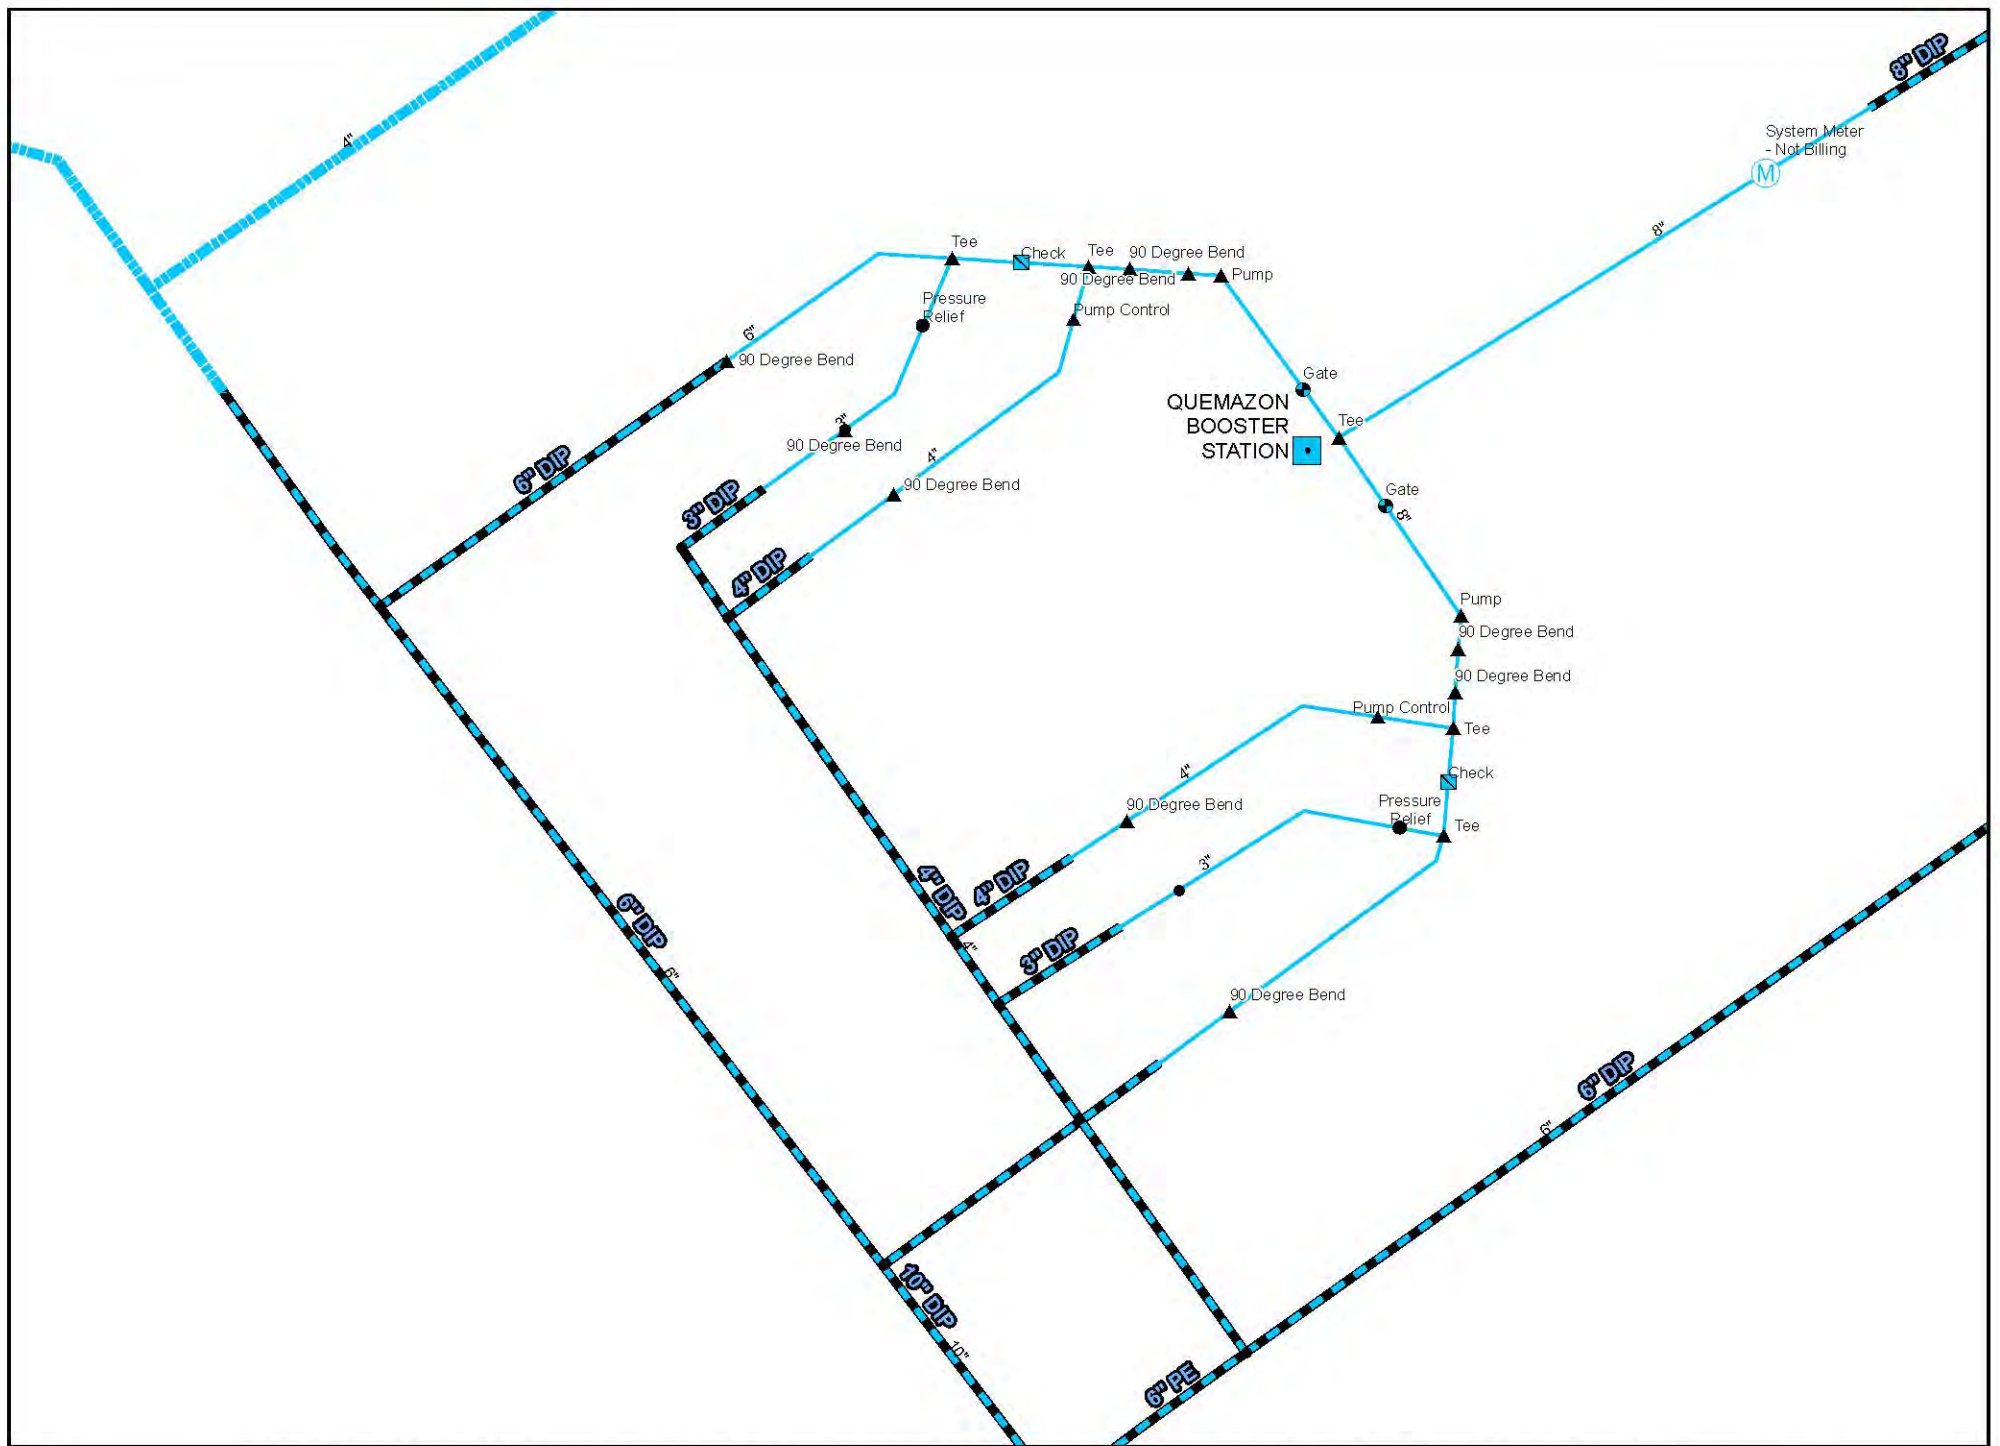 8" DIP
System Meter
- Not Billing
M
4"
8"
Tee
Check
Tee
90 Degree Bend
90 Degree Bend
Pump
Pressure
Relief
Pump Control
6"
90 Degree Bend
Gate
QUEMAZON
BOOSTER
STATION
Tee
3"
90 Degree Bend
4"
90 Degree Bend
6" DIP
3" DIP
Gate
8"
4" DIP
Pump
90 Degree Bend
90 Degree Bend
Pump Control
Tee
4"
Check
90 Degree Bend
Pressure
Relief
Tee
3"
4" DIP
4" DIP
4"
6" DIP
6"
3" DIP
90 Degree Bend
6" DIP
6"
10" DIP
10"
6" PE